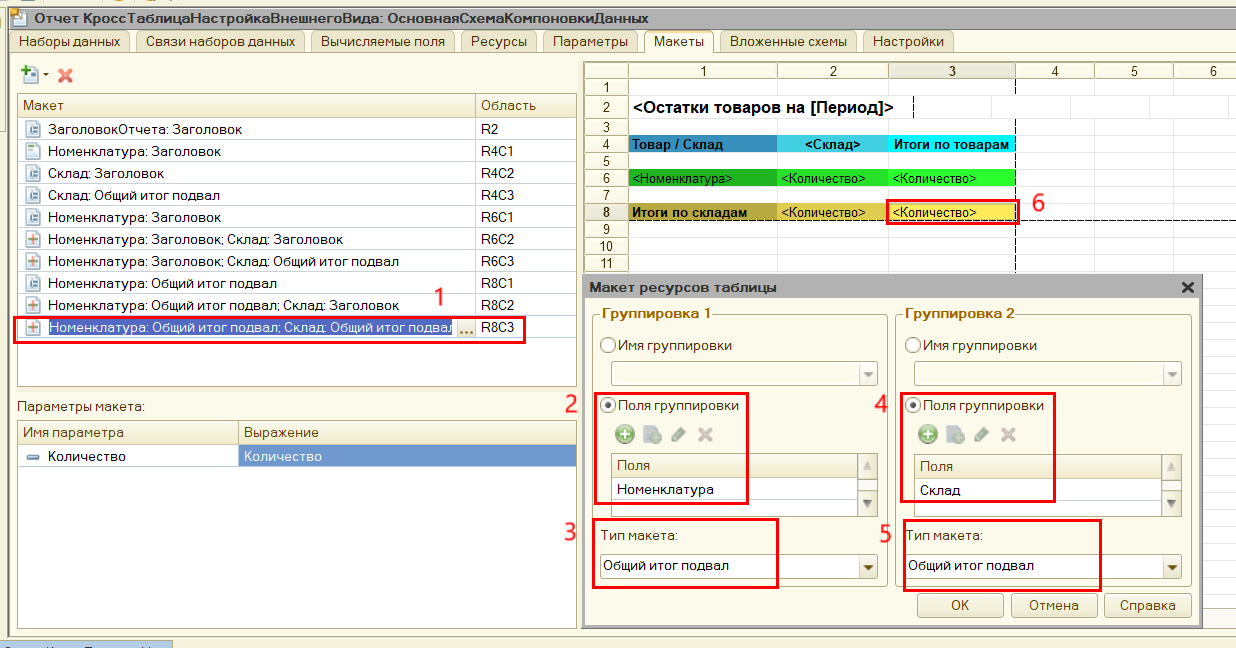 Отчет КроссТаблицаНастройкаВнешнегоВида: ОсновнаяСхемаКомпоновкиДанных
Наборы данных Связи наборов данных Вычисляемые поля Ресурсы Параметры Макеты Вложенные схемы Настройки
Макет Область
ЗаголовокОтчета: Заголовок R2
Номенклатура: Заголовок R4C1
Склад: Заголовок R4C2
Склад: Общий итог подвал R4C3
Номенклатура: Заголовок R6C1
Номенклатура: Заголовок; Склад: Заголовок R6C2
Номенклатура: Заголовок; Склад: Общий итог подвал R6C3
Номенклатура: Общий итог подвал R8C1
Номенклатура: Общий итог подвал; Склад: Заголовок R8C2
1
Номенклатура: Общий итог подвал; Склад: Общий итог подвал ... R8C3
Параметры макета:
Имя параметра Выражение
Количество Количество
1 2 3 4 5 6
1
2 <Остатки товаров на [Период]>
3
4 Товар / Склад <Склад> Итоги по товарам
5
6 <Номенклатура> <Количество> <Количество>
7
8 Итоги по складам <Количество> <Количество> 6
9
10
11
Макет ресурсов таблицы
Группировка 1
Имя группировки
2 Поля группировки
Поля
Номенклатура
3 Тип макета:
Общий итог подвал
Группировка 2
Имя группировки
4 Поля группировки
Поля
Склад
5 Тип макета:
Общий итог подвал
OK Отмена Справка